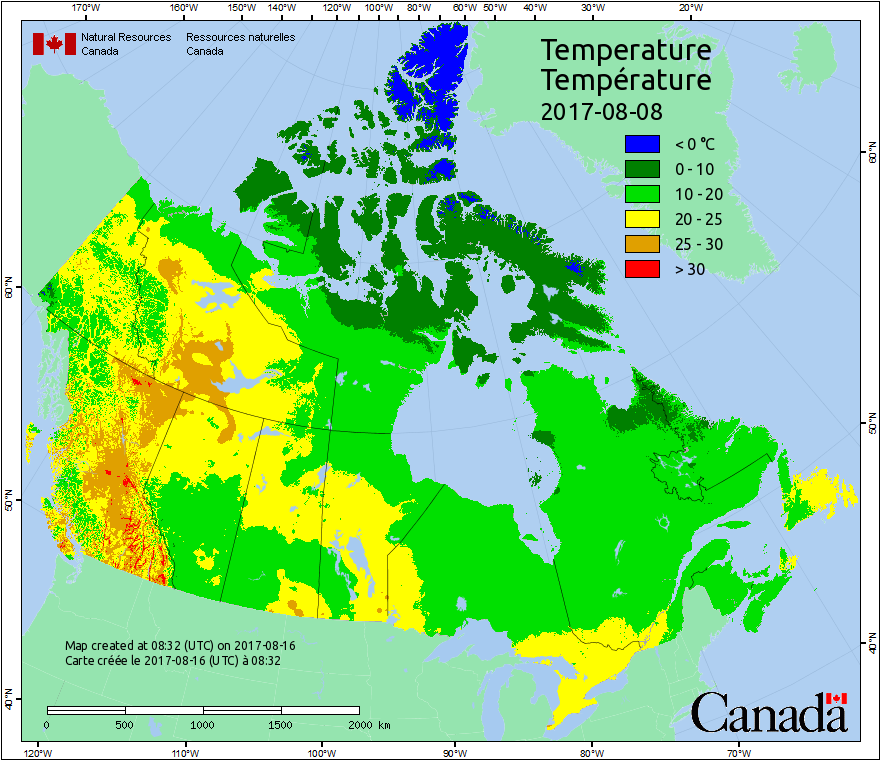 170°W 160°W 150°W 140°W 130°W 120°W 110°W 100°W 90°W 80°W 70°W 60°W 50°W 40°W 30°W 20°W
Natural Resources Ressources naturelles
Canada Canada
Temperature
Température
2017-08-08
< 0 °C
0 - 10
10 - 20
20 - 25
25 - 30
> 30
60°N
60°N
50°N
50°N
40°N
40°N
Map created at 08:32 (UTC) on 2017-08-16
Carte créée le 2017-08-16 (UTC) à 08:32
0 500 1000 1500 2000 km
Canada
120°W 110°W 100°W 90°W 80°W 70°W